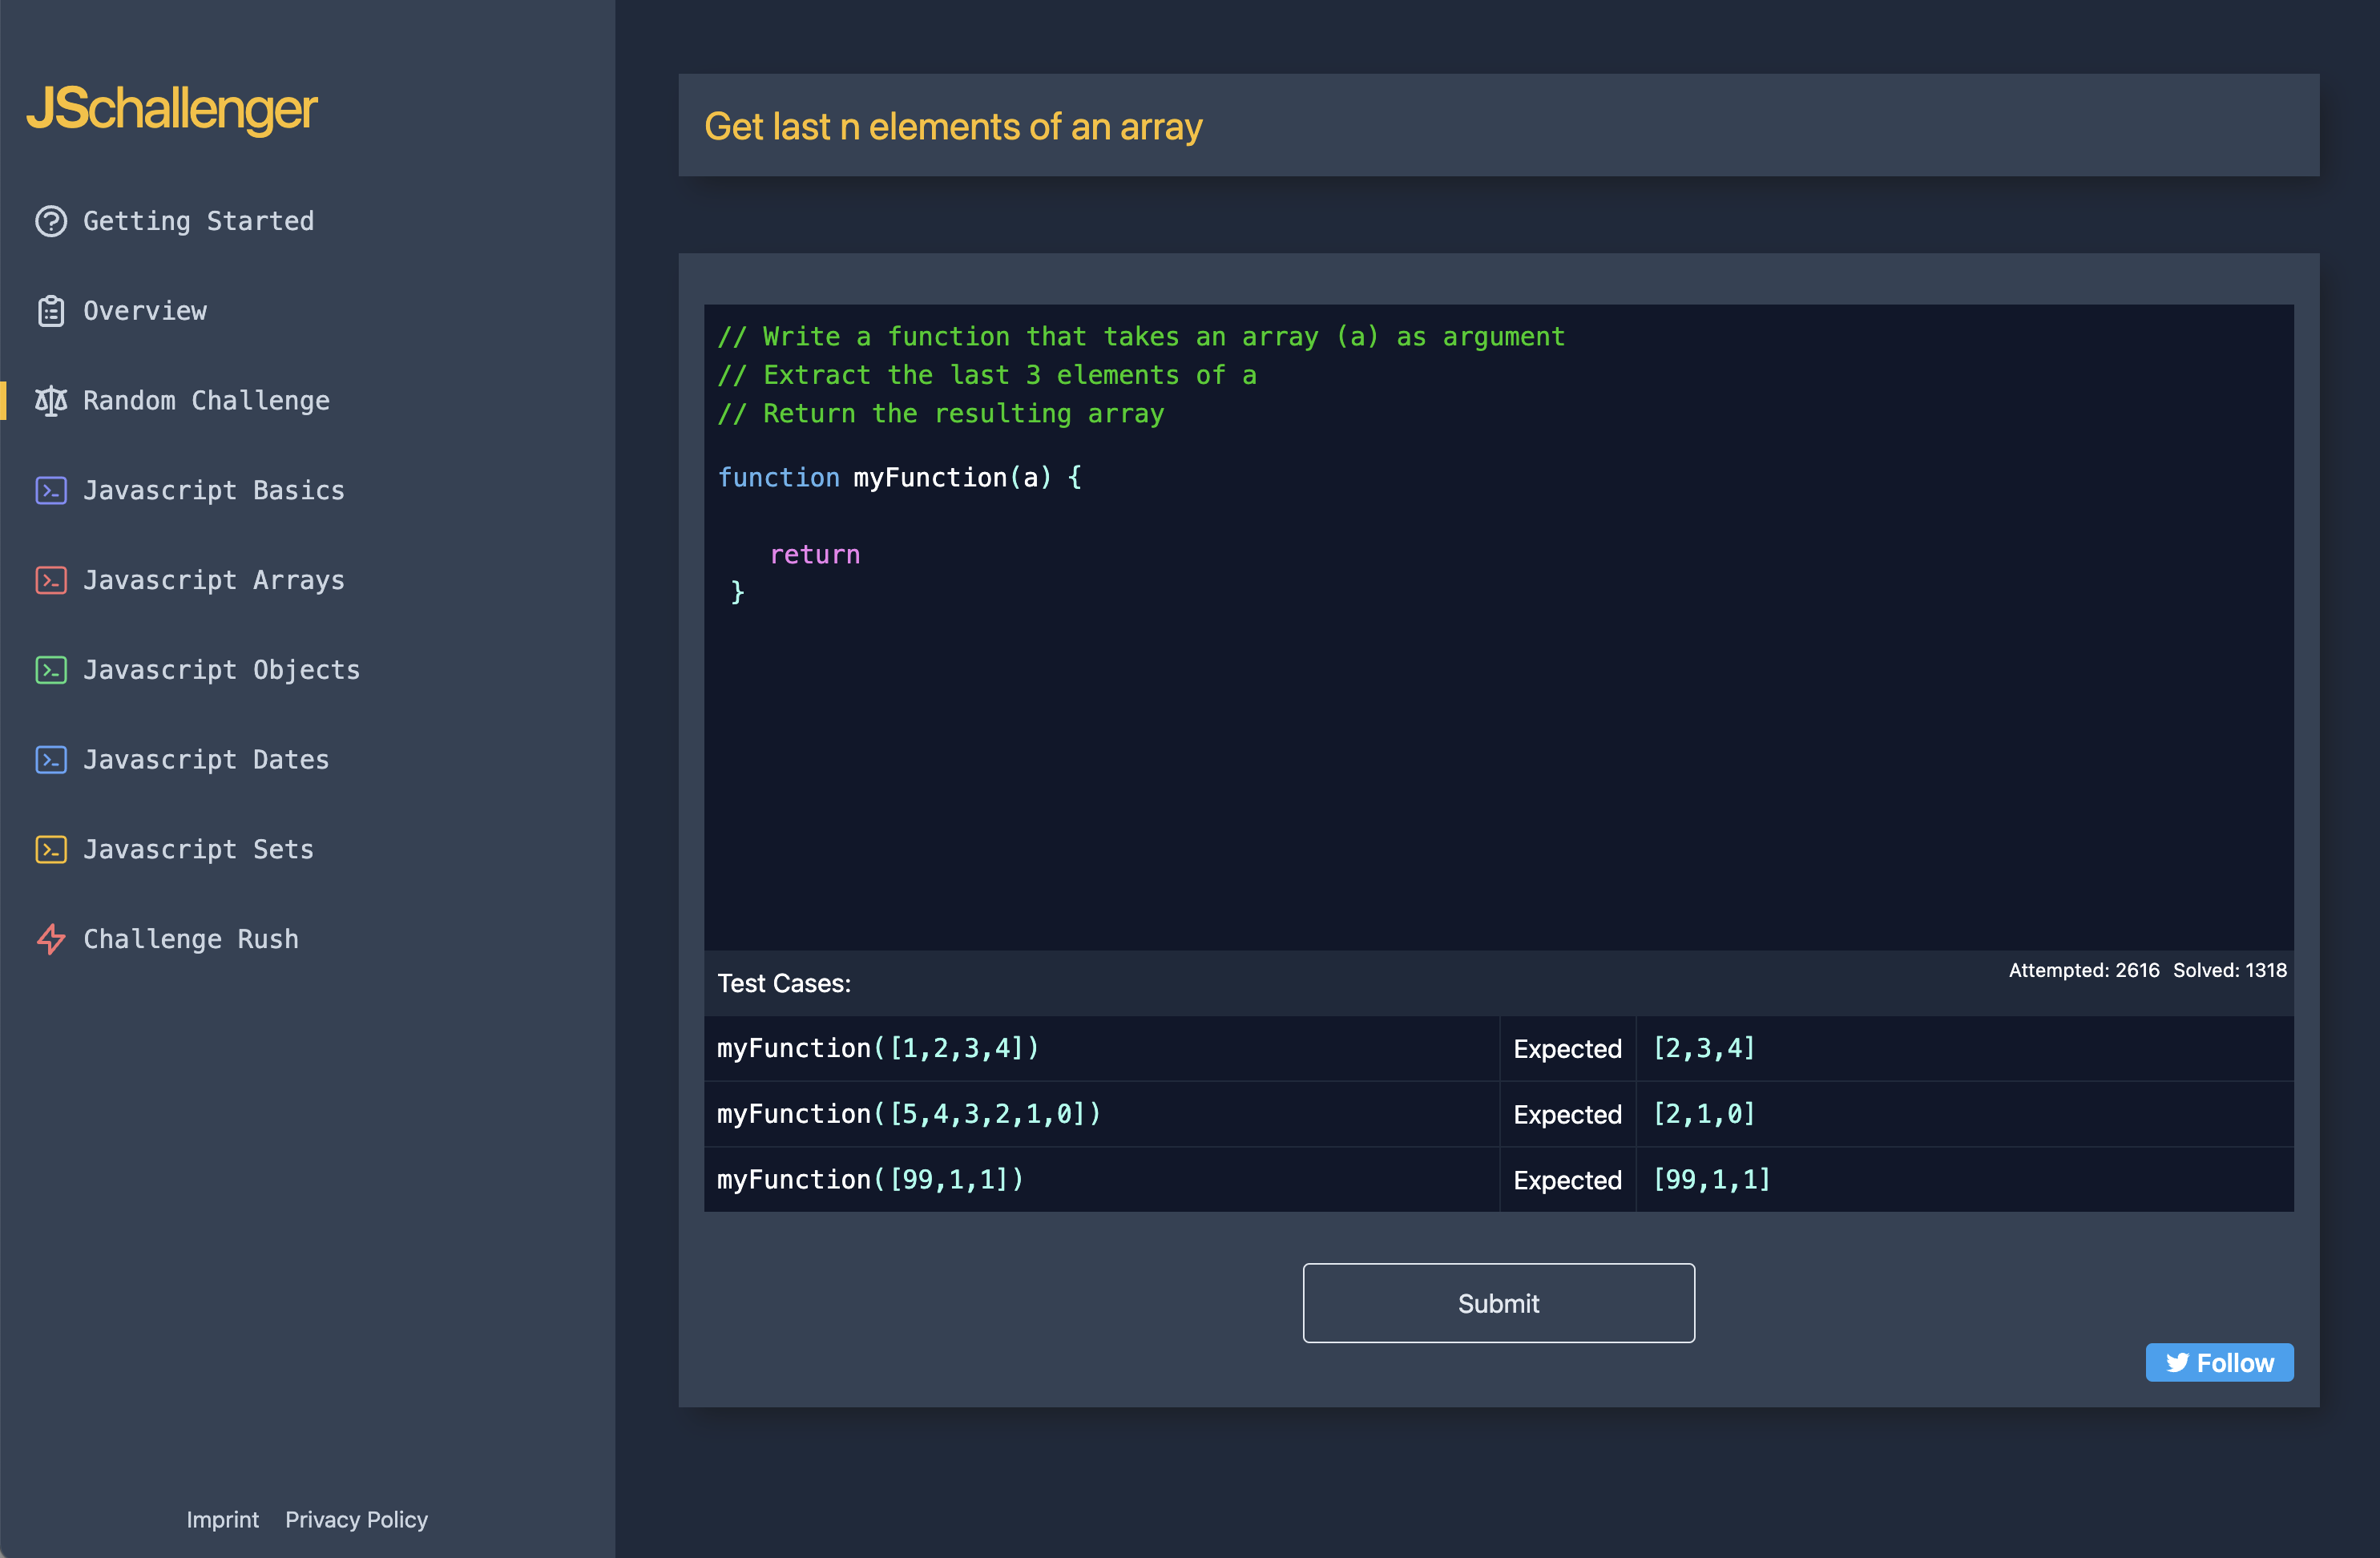 JSchallenger
Getting Started
Overview
Random Challenge
Javascript Basics
Javascript Arrays
Javascript Objects
Javascript Dates
Javascript Sets
Challenge Rush
Imprint Privacy Policy
Get last n elements of an array
// Write a function that takes an array (a) as argument
// Extract the last 3 elements of a
// Return the resulting array
function myFunction(a) {
return
}
Test Cases:
Attempted: 2616 Solved: 1318
myFunction([1,2,3,4]) Expected [2,3,4]
myFunction([5,4,3,2,1,0]) Expected [2,1,0]
myFunction([99,1,1]) Expected [99,1,1]
Submit
Follow